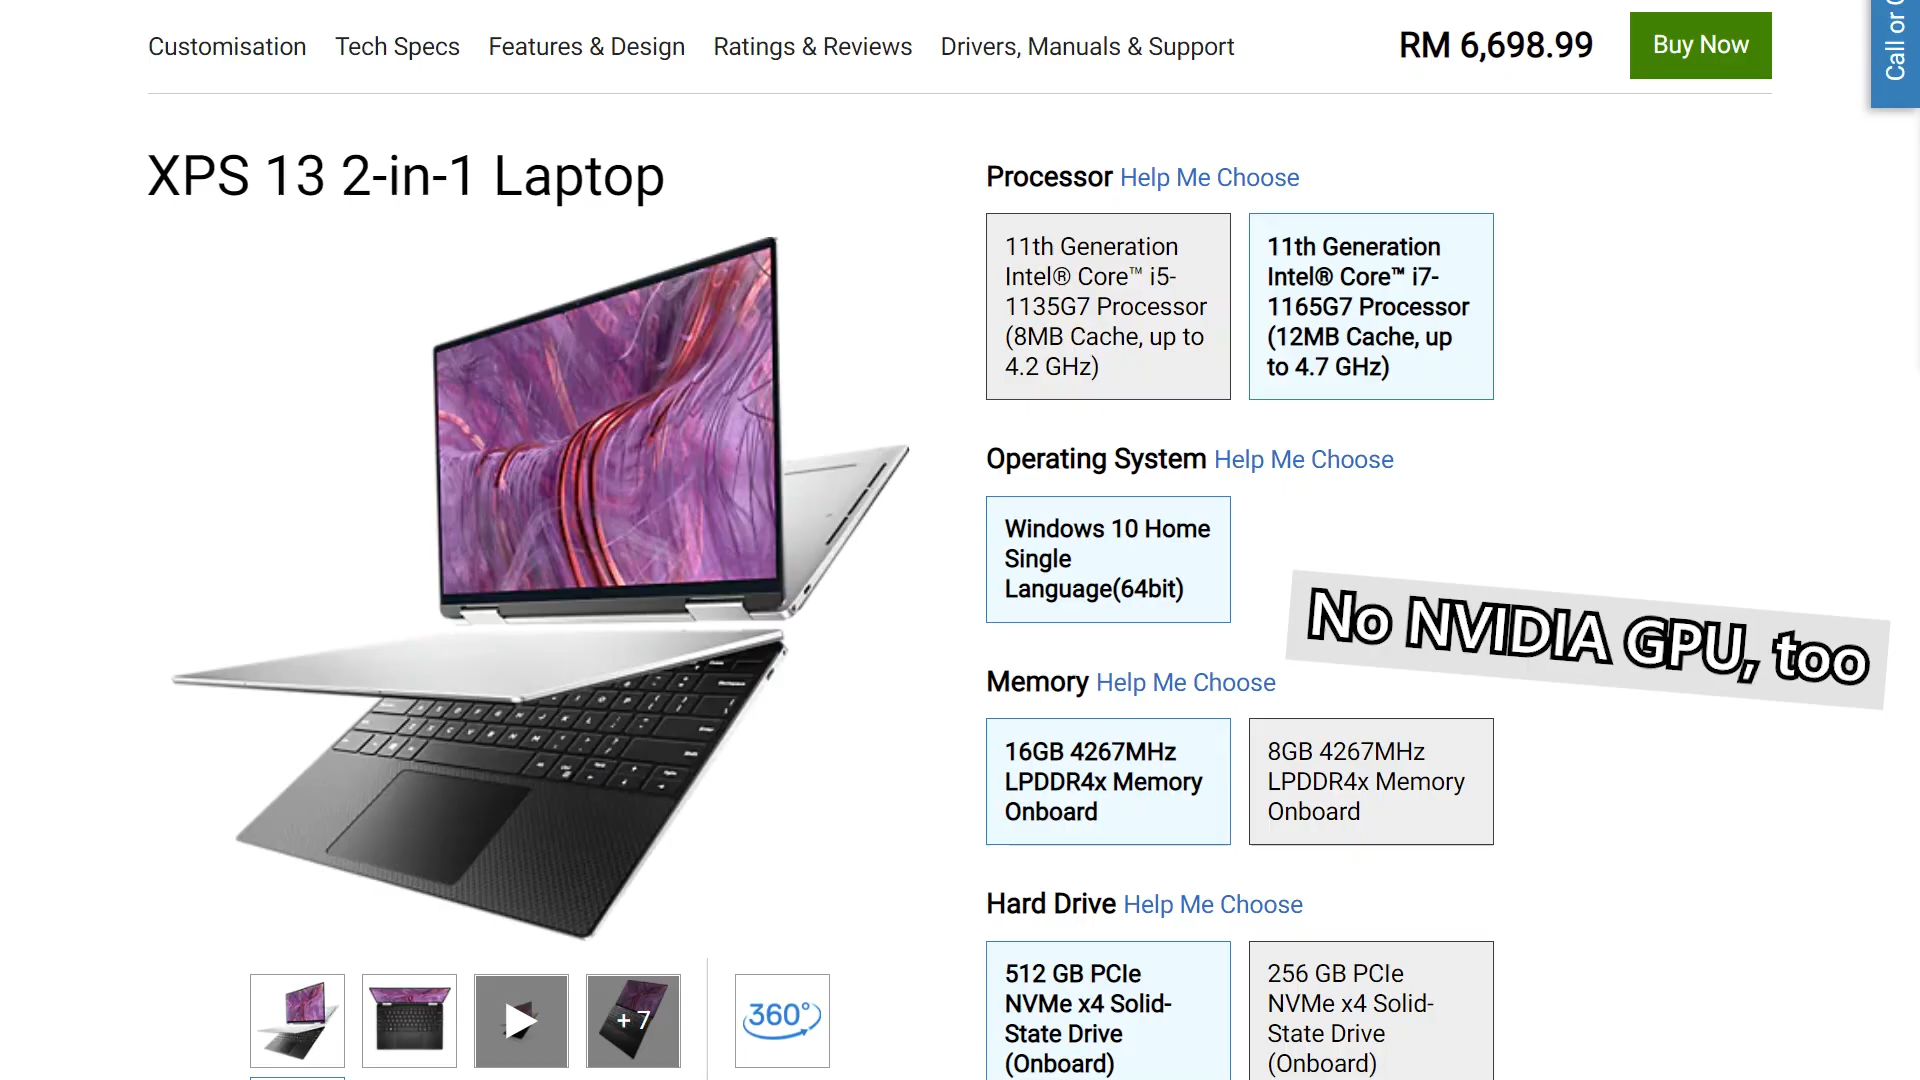 Customisation Tech Specs Features & Design Ratings & Reviews Drivers, Manuals & Support RM 6,698.99 Buy Now
Call or
XPS 13 2-in-1 Laptop
Processor Help Me Choose
11th Generation
Intel® Core™ i5-
1135G7 Processor
(8MB Cache, up to
4.2 GHz)
11th Generation
Intel® Core™ i7-
1165G7 Processor
(12MB Cache, up
to 4.7 GHz)
Operating System Help Me Choose
Windows 10 Home
Single
Language(64bit)
No NVIDIA GPU, too
Memory Help Me Choose
16GB 4267MHz
LPDDR4x Memory
Onboard
8GB 4267MHz
LPDDR4x Memory
Onboard
Hard Drive Help Me Choose
512 GB PCIe
NVMe x4 Solid-
State Drive
(Onboard)
256 GB PCIe
NVMe x4 Solid-
State Drive
(Onboard)
+ 7
360°